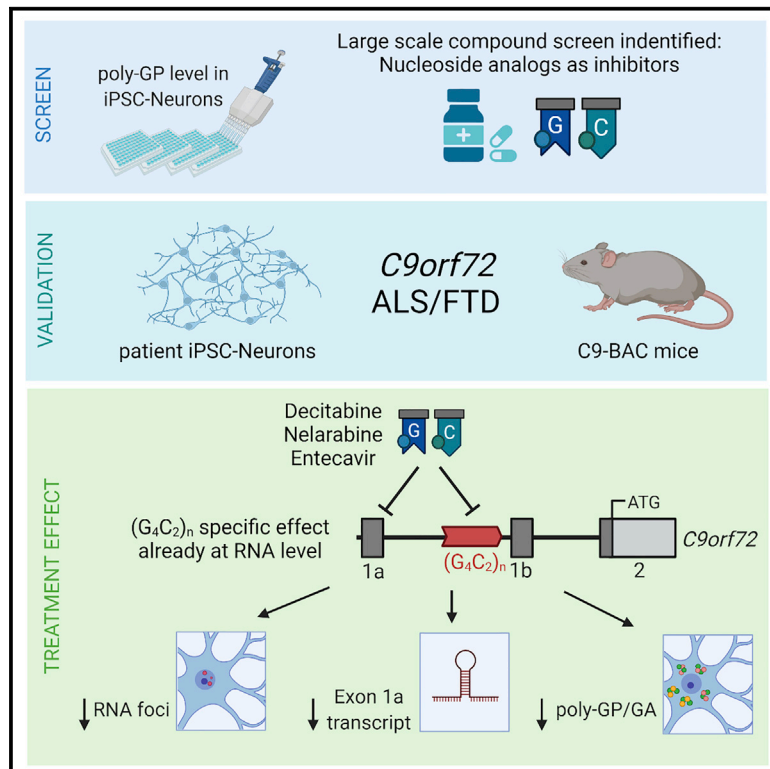 SCREEN
poly-GP level in
iPSC-Neurons
Large scale compound screen indentified:
Nucleoside analogs as inhibitors
G
C
VALIDATION
patient iPSC-Neurons
C9orf72
ALS/FTD
C9-BAC mice
TREATMENT EFFECT
Decitabine
Nelarabine
Entecavir
G
C
(G₄C₂)ₙ specific effect
already at RNA level
1a
(G₄C₂)ₙ
1b
ATG
2
C9orf72
RNA foci
Exon 1a
transcript
poly-GP/GA